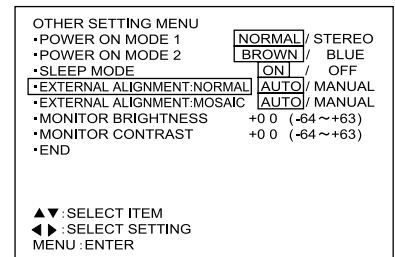 OTHER SETTING MENU
▪POWER ON MODE 1 NORMAL / STEREO
▪POWER ON MODE 2 BROWN / BLUE
▪SLEEP MODE ON / OFF
▪EXTERNAL ALIGNMENT:NORMAL AUTO / MANUAL
▪EXTERNAL ALIGNMENT:MOSAIC AUTO / MANUAL
▪MONITOR BRIGHTNESS +0 0 (-64～+63)
▪MONITOR CONTRAST +0 0 (-64～+63)
▪END
▲▼:SELECT ITEM
◀ ▶:SELECT SETTING
MENU :ENTER